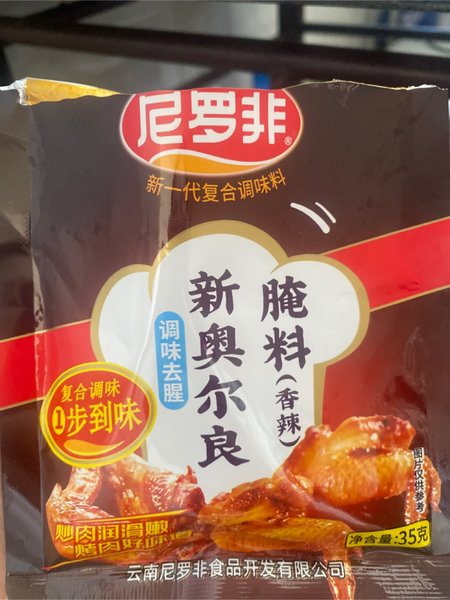 尼罗非®
新一代复合调味料
新奥尔良
腌料(香辣)
调味去腥
复合调味
1步到味
炒肉润滑嫩
烤肉好味道
图片仅供参考
净含量:35克
云南尼罗非食品开发有限公司